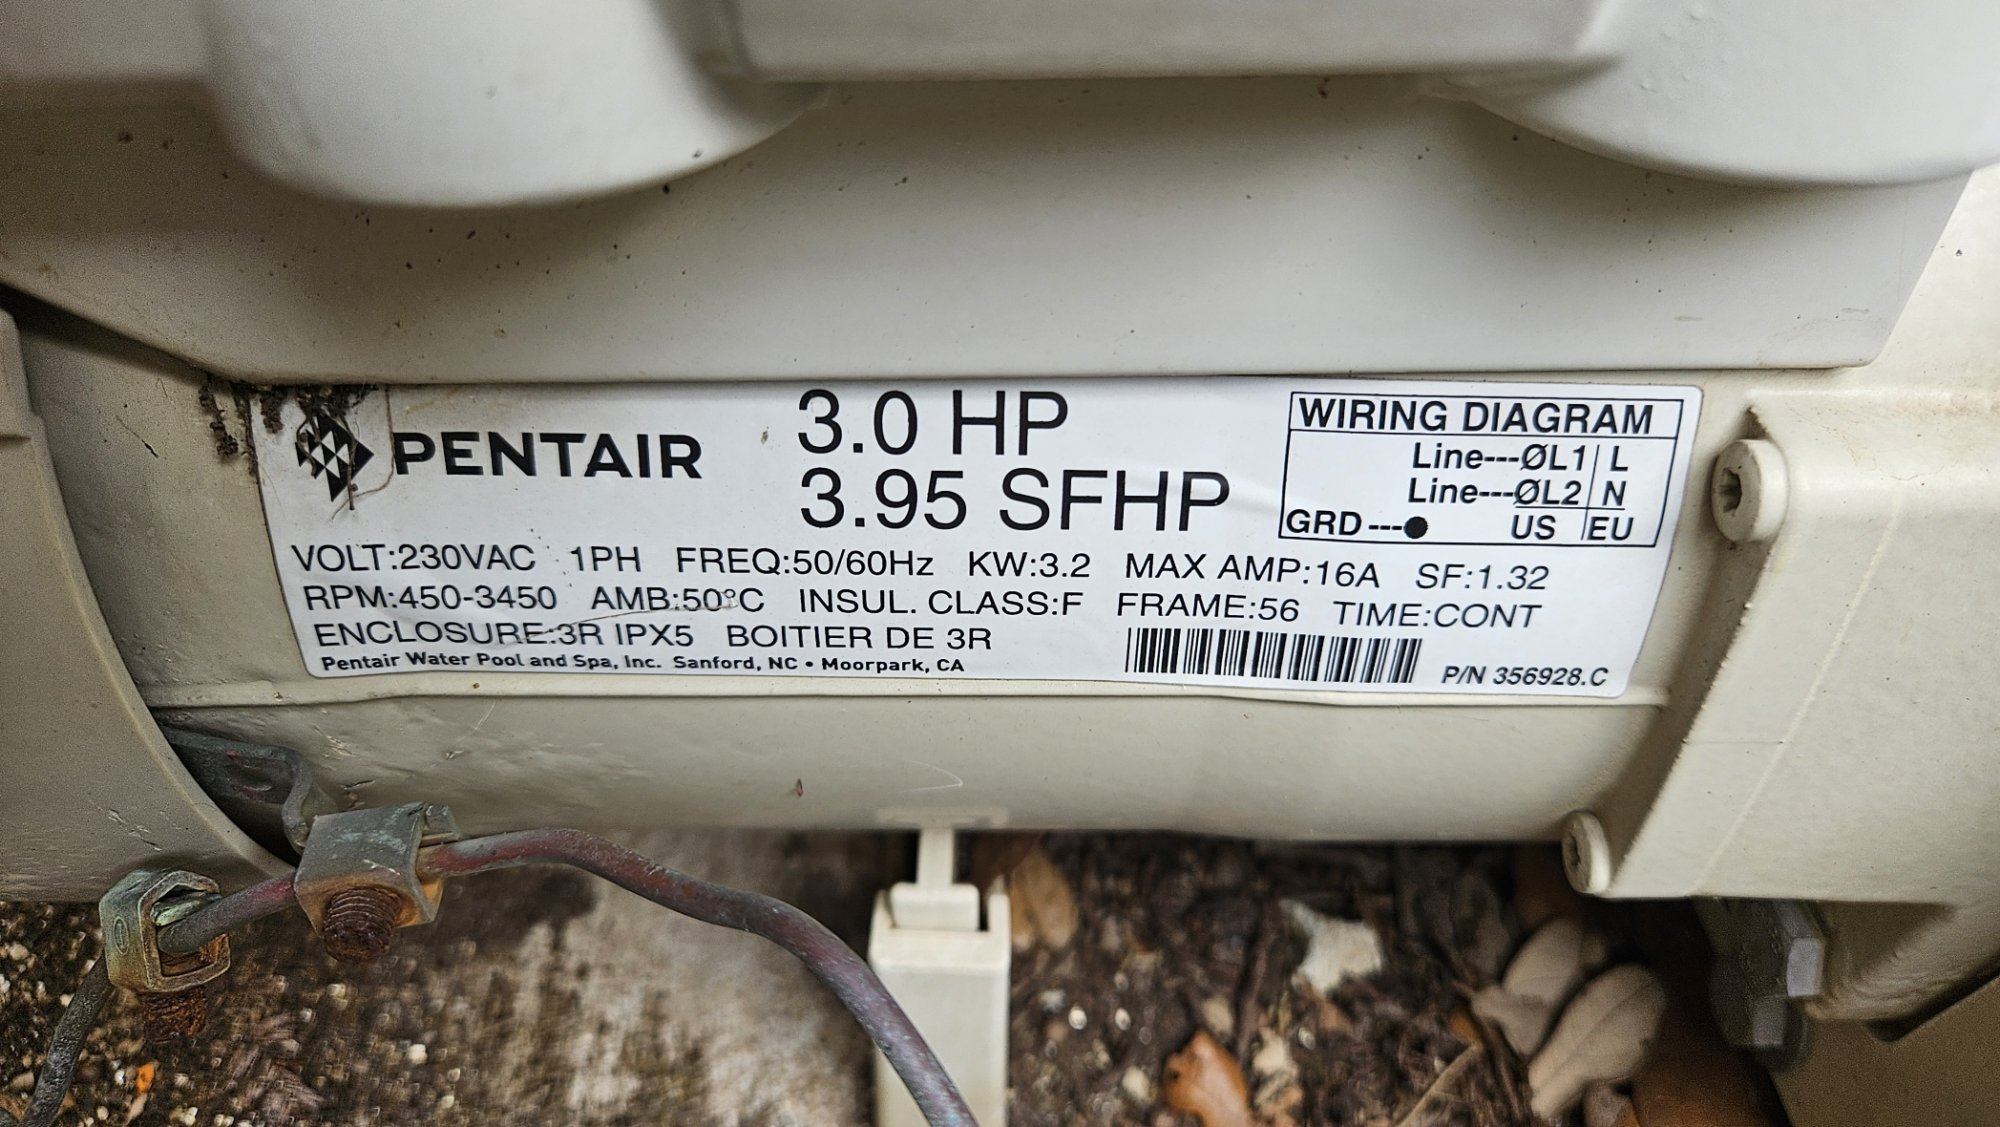 PENTAIR
3.0 HP
3.95 SFHP
WIRING DIAGRAM
Line---ØL1 L
Line---ØL2 N
GRD---● US EU
VOLT:230VAC 1PH FREQ:50/60Hz KW:3.2 MAX AMP:16A SF:1.32
RPM:450-3450 AMB:50°C INSUL. CLASS:F FRAME:56 TIME:CONT
ENCLOSURE:3R IPX5 BOITIER DE 3R
Pentair Water Pool and Spa, Inc. Sanford, NC • Moorpark, CA
P/N 356928.C